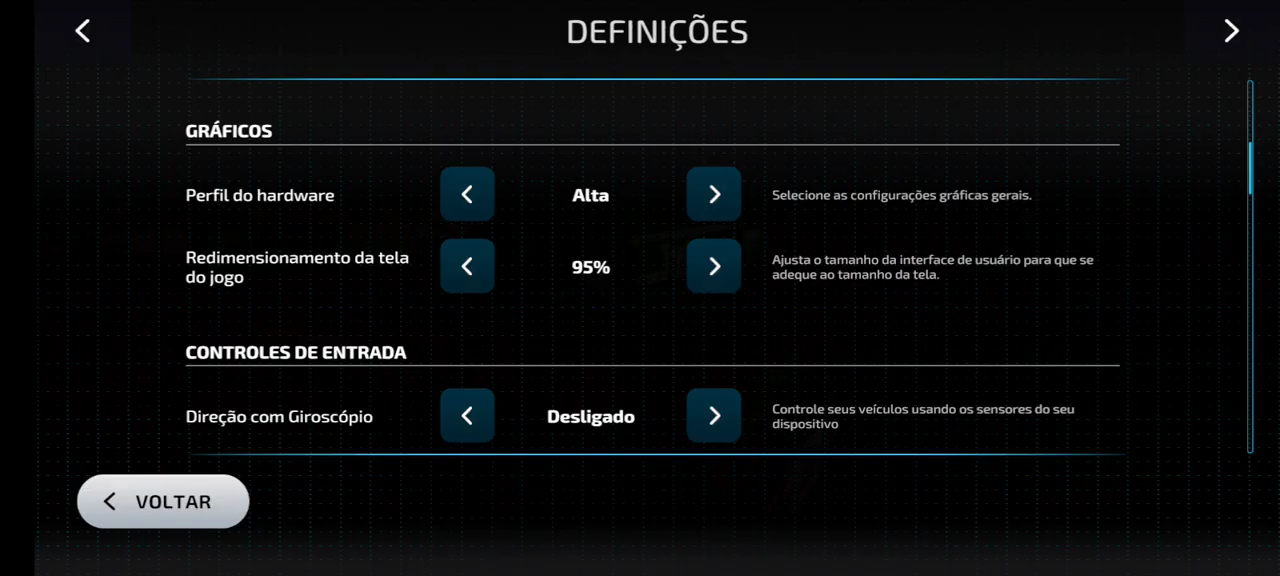 DEFINIÇÕES
GRÁFICOS
Perfil do hardware
Alta
Selecione as configurações gráficas gerais.
Redimensionamento da tela
do jogo
95%
Ajusta o tamanho da interface de usuário para que se
adeque ao tamanho da tela.
CONTROLES DE ENTRADA
Direção com Giroscópio
Desligado
Controle seus veículos usando os sensores do seu
dispositivo
VOLTAR